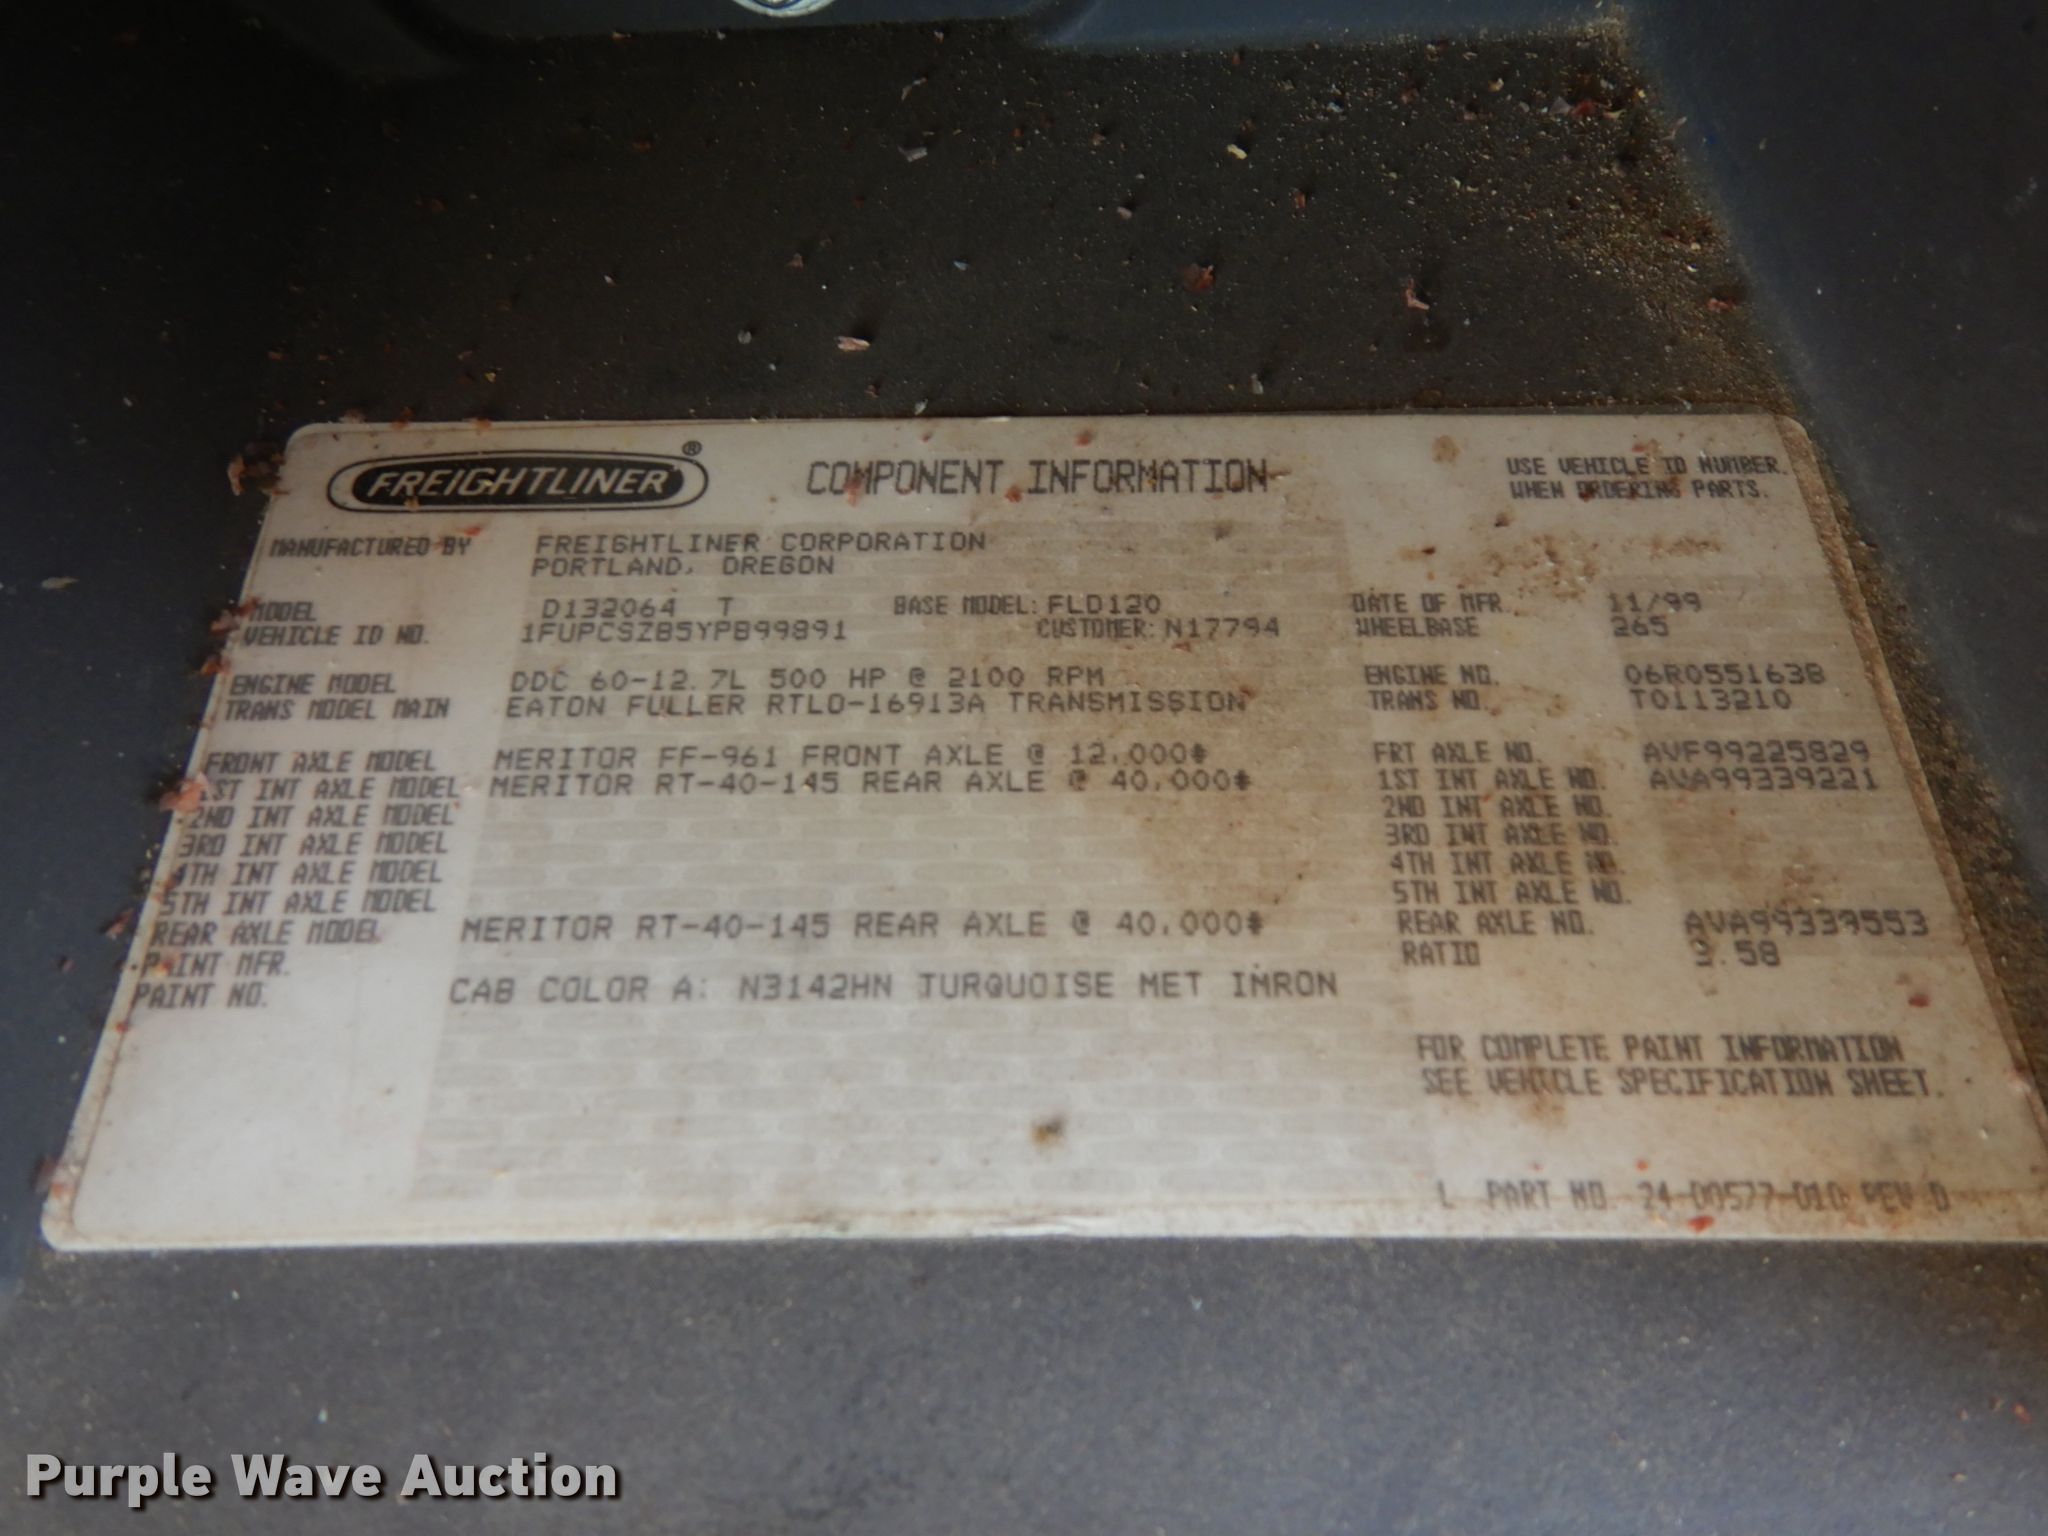 FREIGHTLINER® COMPONENT INFORMATION USE VEHICLE ID NUMBER.
WHEN ORDERING PARTS.
MANUFACTURED BY FREIGHTLINER CORPORATION
PORTLAND, OREGON
MODEL D132064 T BASE MODEL: FLD120 DATE OF MFR. 11/99
VEHICLE ID NO. 1FUPCSZB5YPB99891 CUSTOMER: N17794 WHEELBASE 265
ENGINE MODEL DDC 60-12.7L 500 HP @ 2100 RPM ENGINE NO. 06R0551638
TRANS MODEL MAIN EATON FULLER RTLO-16913A TRANSMISSION TRANS NO. T0113210
FRONT AXLE MODEL MERITOR FF-961 FRONT AXLE @ 12,000# FRT AXLE NO. AVF99225829
1ST INT AXLE MODEL MERITOR RT-40-145 REAR AXLE @ 40,000# 1ST INT AXLE NO. AVA99339221
2ND INT AXLE MODEL 2ND INT AXLE NO.
3RD INT AXLE MODEL 3RD INT AXLE NO.
4TH INT AXLE MODEL 4TH INT AXLE NO.
5TH INT AXLE MODEL 5TH INT AXLE NO.
REAR AXLE MODEL MERITOR RT-40-145 REAR AXLE @ 40,000# REAR AXLE NO. AVA99339553
PAINT MFR. RATIO 3.58
PAINT NO. CAB COLOR A: N3142HN TURQUOISE MET IMRON
FOR COMPLETE PAINT INFORMATION
SEE VEHICLE SPECIFICATION SHEET.
L PART NO. 24-00577-010 REV D
Purple Wave Auction